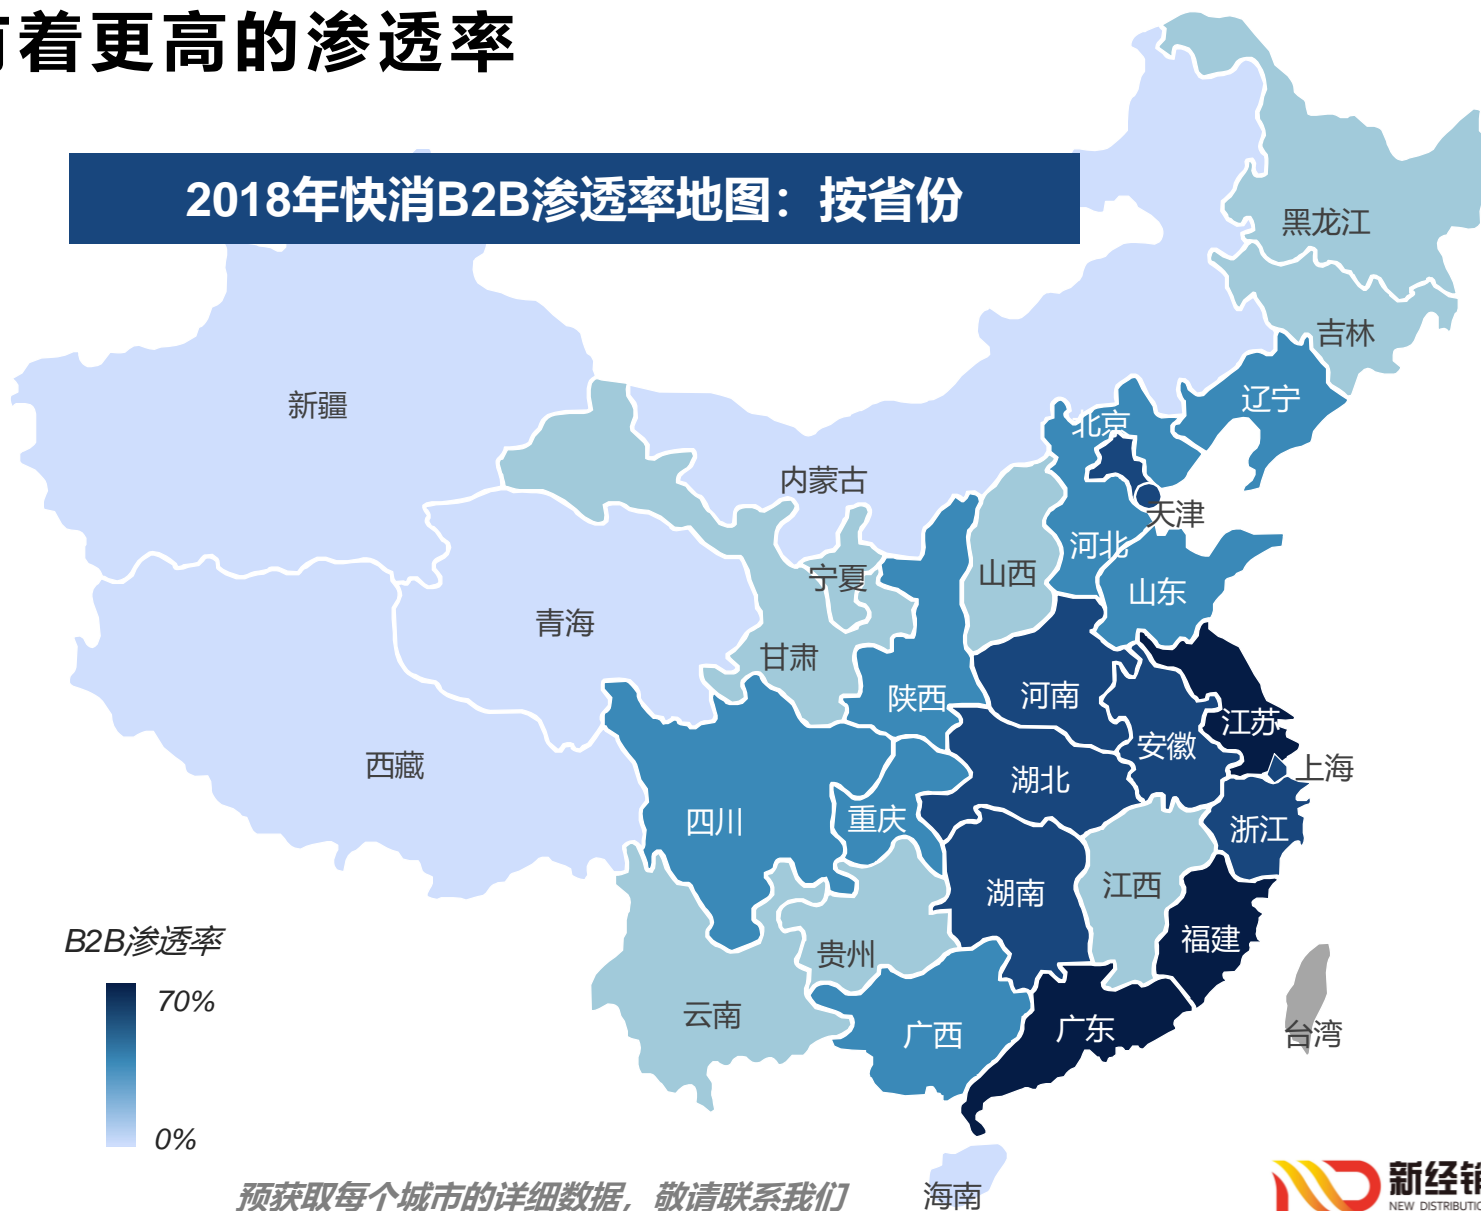 着更高的渗透率
2018年快消B2B渗透率地图：按省份
黑龙江
吉林
辽宁
新疆
北京
内蒙古
天津
河北
宁夏
山西
山东
青海
甘肃
陕西
河南
江苏
安徽
西藏
上海
湖北
四川
重庆
浙江
江西
湖南
福建
贵州
云南
广西
广东
台湾
海南
B2B渗透率
70%
0%
预获取每个城市的详细数据，敬请联系我们
新经销
NEW DISTRIBUTIO